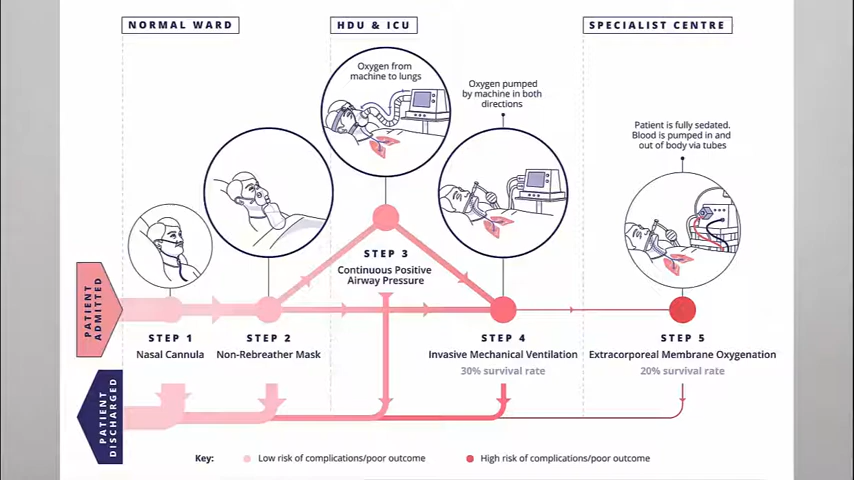 NORMAL WARD
HDU & ICU
SPECIALIST CENTRE
Oxygen from
machine to lungs
Oxygen pumped
by machine in both
directions
Patient is fully sedated.
Blood is pumped in and
out of body via tubes
STEP 3
Continuous Positive
Airway Pressure
PATIENT
ADMITTED
STEP 1
Nasal Cannula
STEP 2
Non-Rebreather Mask
STEP 4
Invasive Mechanical Ventilation
30% survival rate
STEP 5
Extracorporeal Membrane Oxygenation
20% survival rate
PATIENT
DISCHARGED
Key:
Low risk of complications/poor outcome
High risk of complications/poor outcome